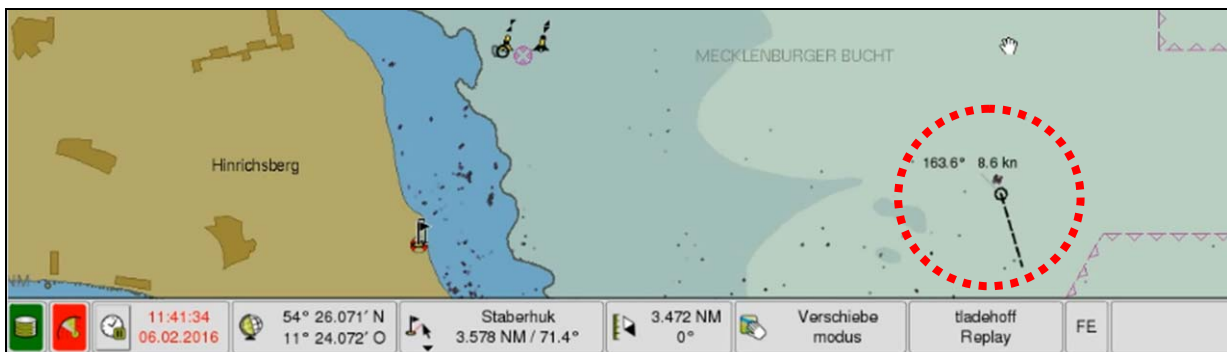 MECKLENBURGER BUCHT
Hinrichsberg
163.6° 8.6 kn
NM
11:41:34
06.02.2016
54° 26.071' N
11° 24.072' O
Staberhuk
3.578 NM / 71.4°
3.472 NM
0°
Verschiebe
modus
tladehoff
Replay
FE